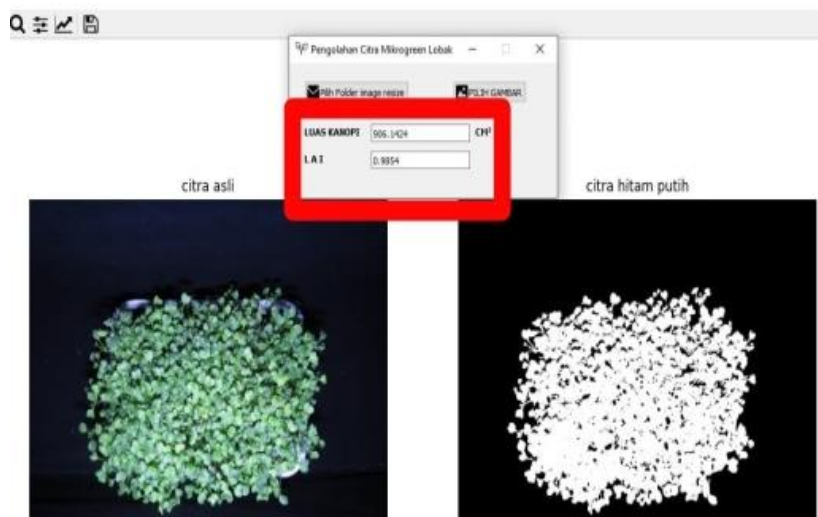 Pengolahan Citra Mikrogreen Lobak
Pilih Folder image resize
PILIH GAMBAR
LUAS KANOPI 906.1424 CM²
L A I 0.9854
citra asli
citra hitam putih